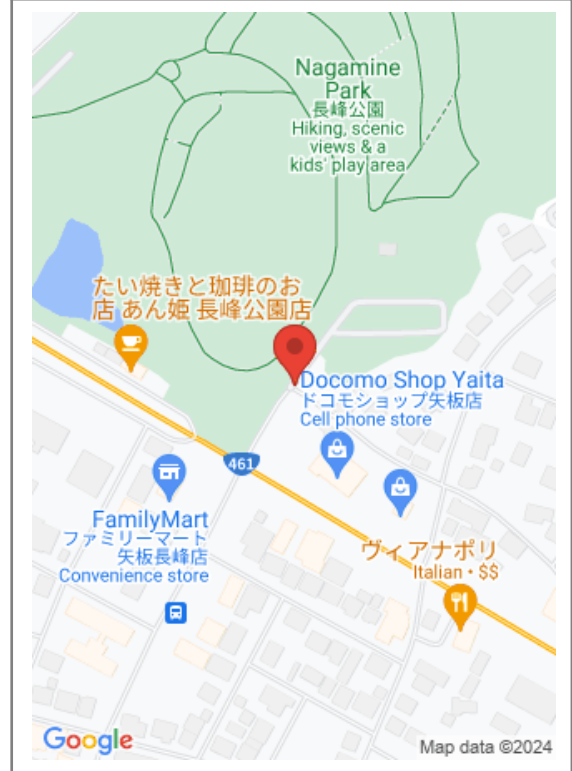 Nagamine
Park
長峰公園
Hiking, scenic
views & a
kids' play area
たい焼きと珈琲のお
店 あん姫 長峰公園店
Docomo Shop Yaita
ドコモショップ矢板店
Cell phone store
461
FamilyMart
ファミリーマート
矢板長峰店
Convenience store
ヴィアナポリ
Italian • $$
Google
Map data ©2024